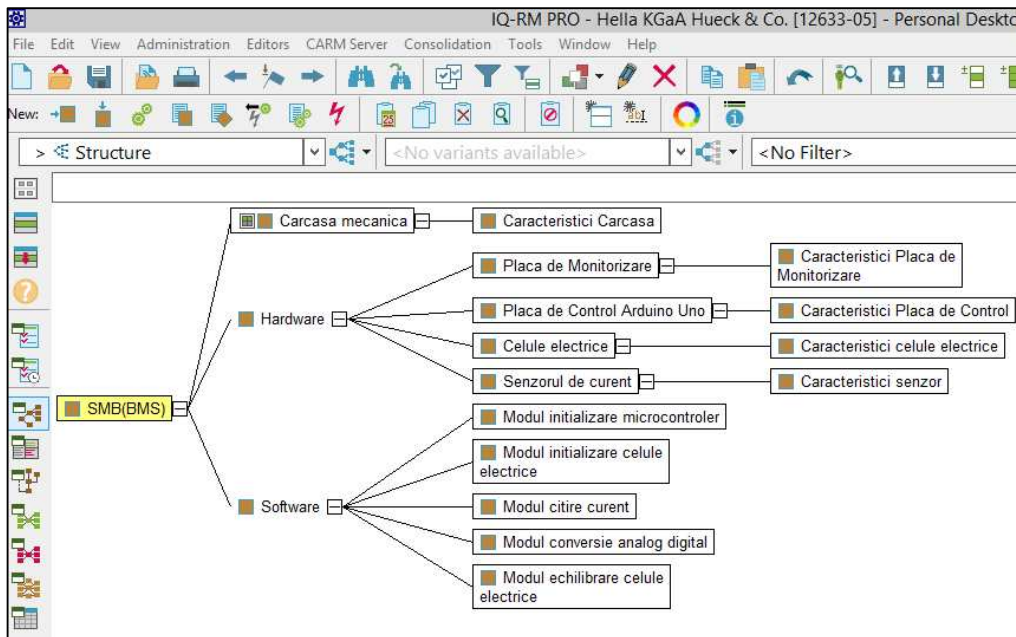 IQ-RM PRO - Hella KGaA Hueck & Co. [12633-05] - Personal Deskto
File Edit View Administration Editors CARM Server Consolidation Tools Window Help
New:
> Structure <No variants available> <No Filter>
Carcasa mecanica
Caracteristici Carcasa
Placa de Monitorizare
Caracteristici Placa de
Monitorizare
Hardware
Placa de Control Arduino Uno
Caracteristici Placa de Control
Celule electrice
Caracteristici celule electrice
Senzorul de curent
Caracteristici senzor
SMB(BMS)
Modul initializare microcontroler
Modul initializare celule
electrice
Software
Modul citire curent
Modul conversie analog digital
Modul echilibrare celule
electrice